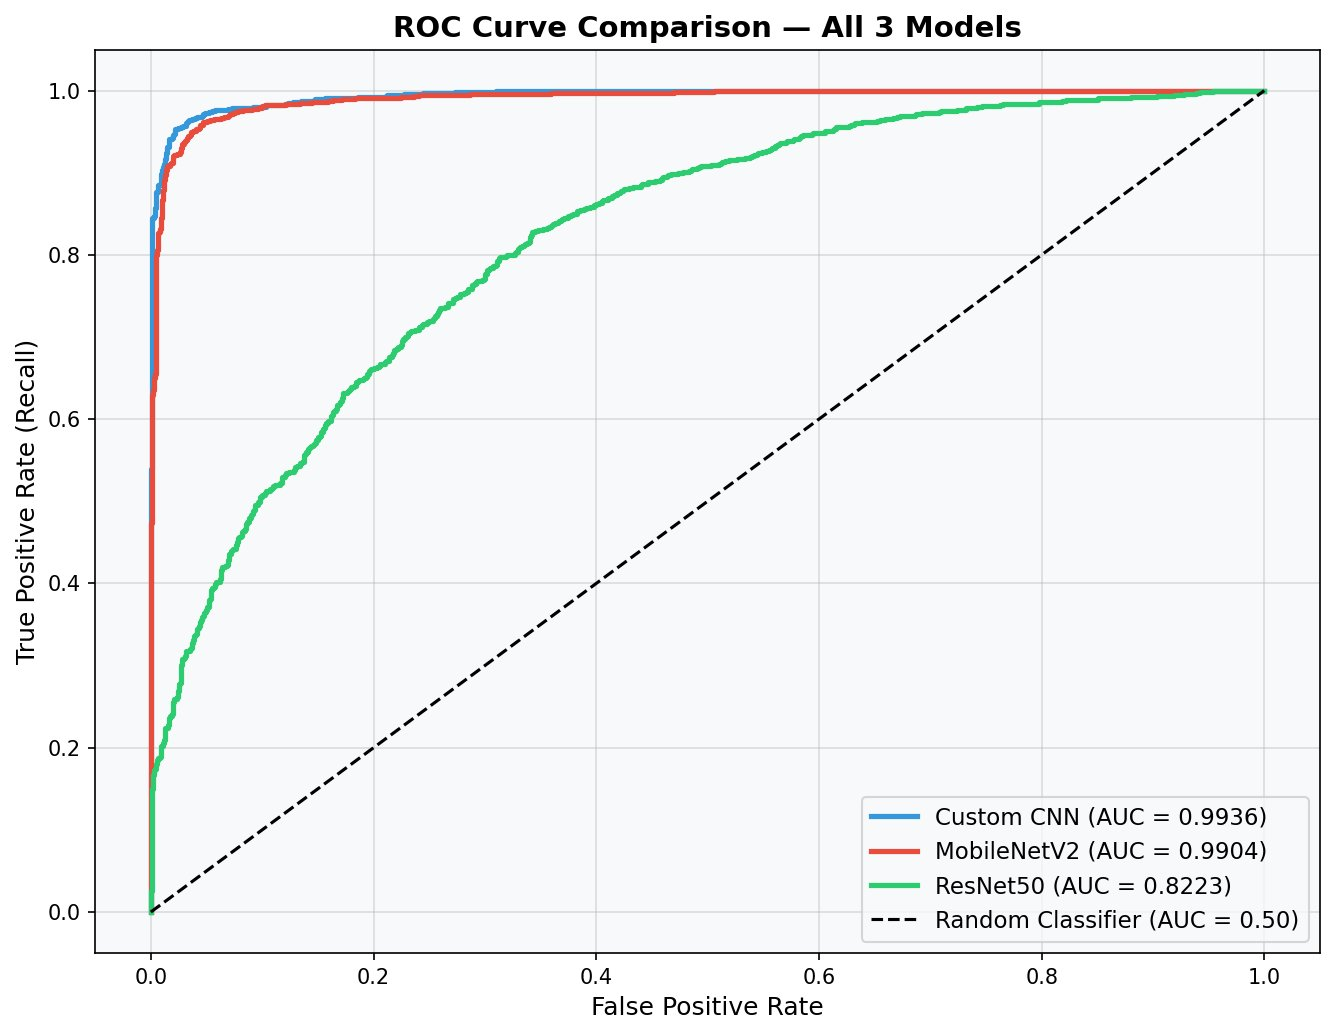 ROC Curve Comparison — All 3 Models
True Positive Rate (Recall)
1.0
0.8
0.6
0.4
0.2
0.0
Custom CNN (AUC = 0.9936)
MobileNetV2 (AUC = 0.9904)
ResNet50 (AUC = 0.8223)
Random Classifier (AUC = 0.50)
0.0 0.2 0.4 0.6 0.8 1.0
False Positive Rate